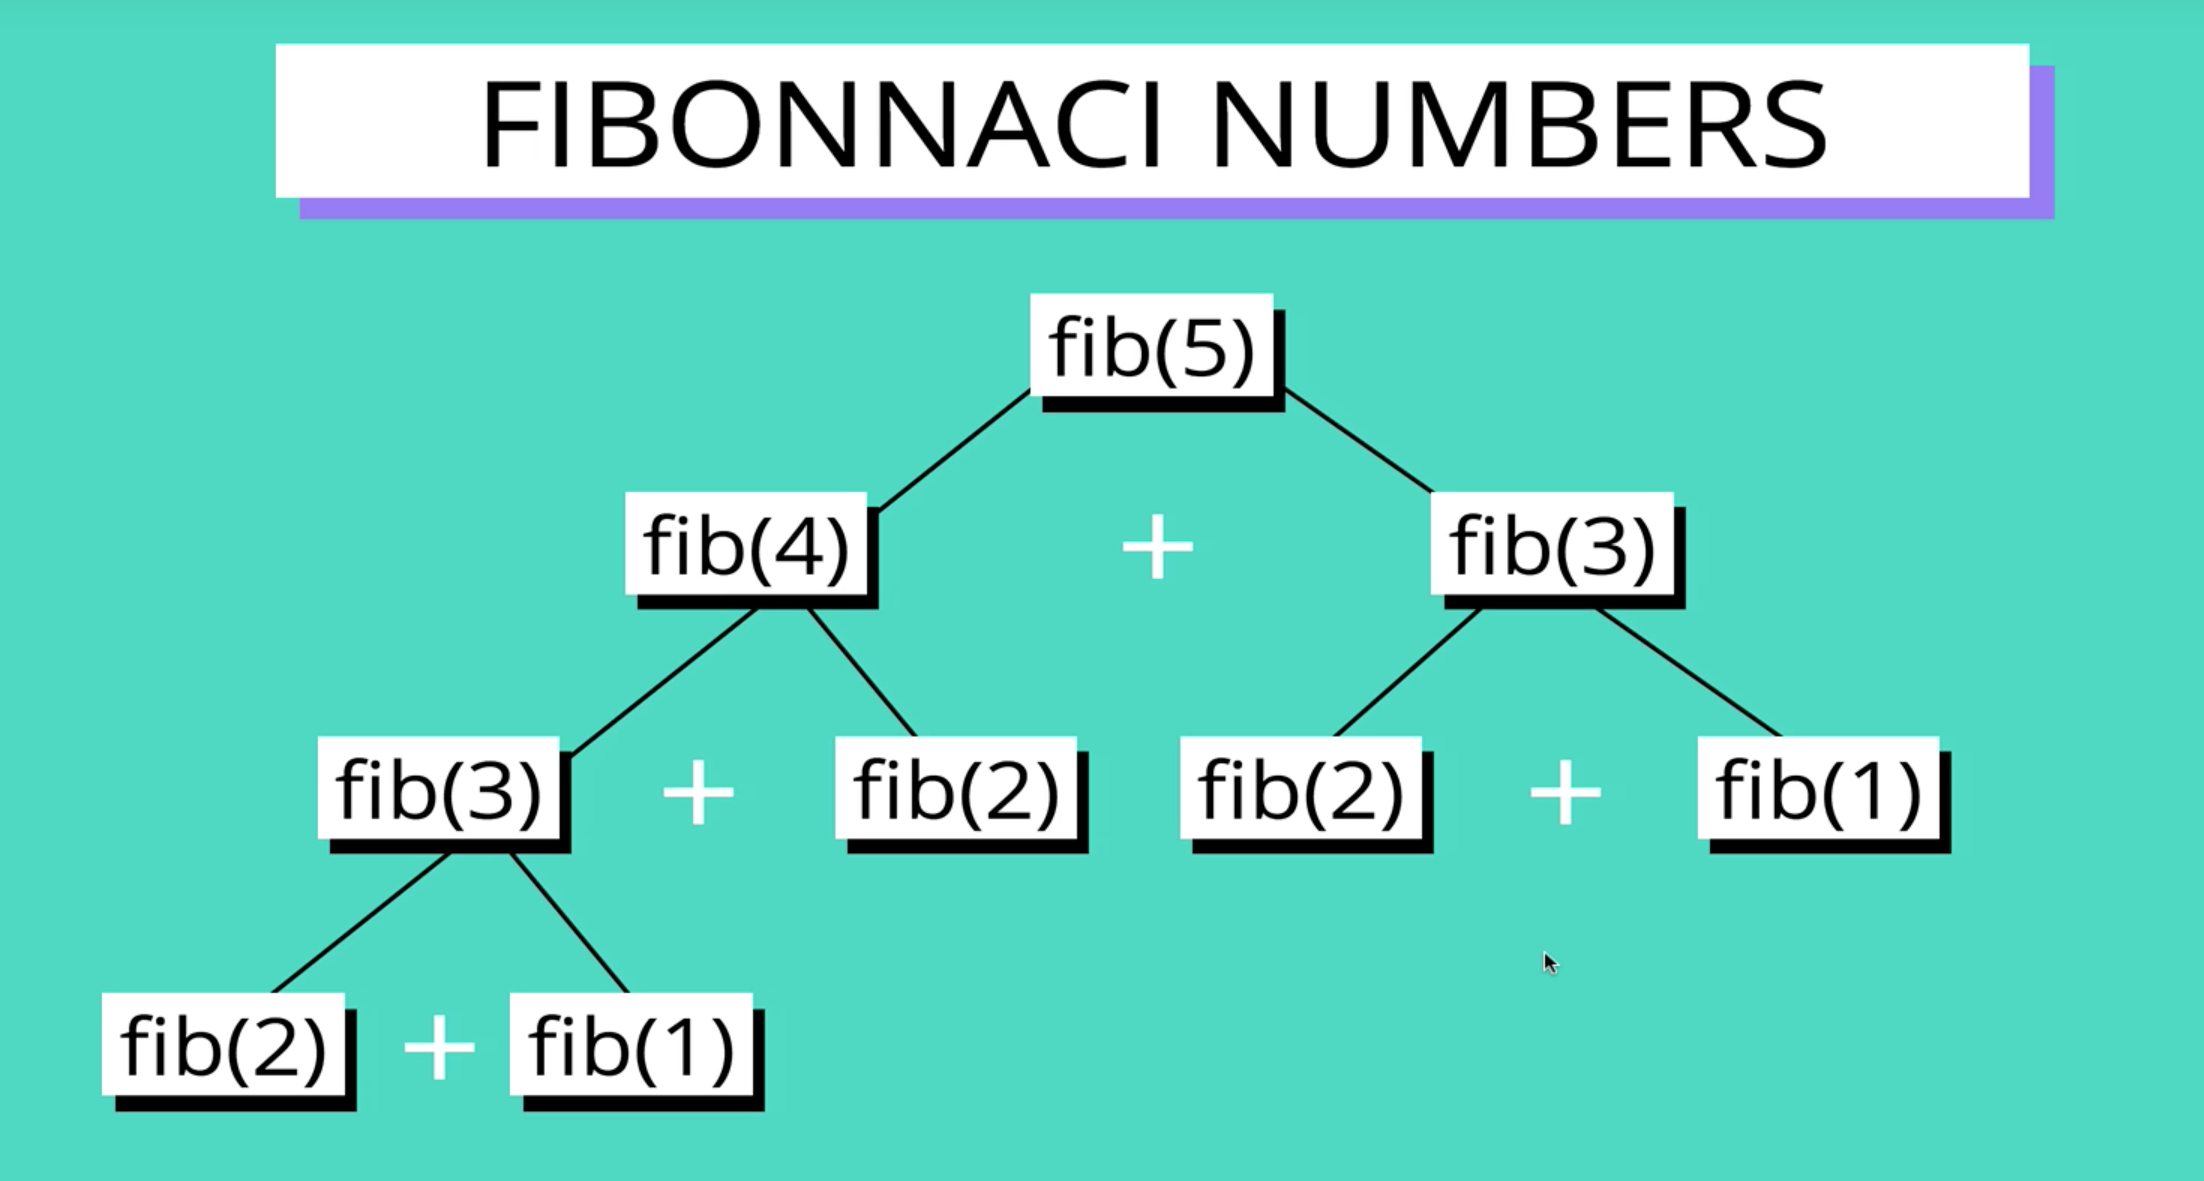 FIBONNACI NUMBERS
fib(5)
fib(4) + fib(3)
fib(3) + fib(2) fib(2) + fib(1)
fib(2) + fib(1)